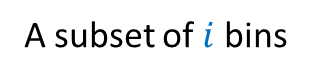 A subset of i bins